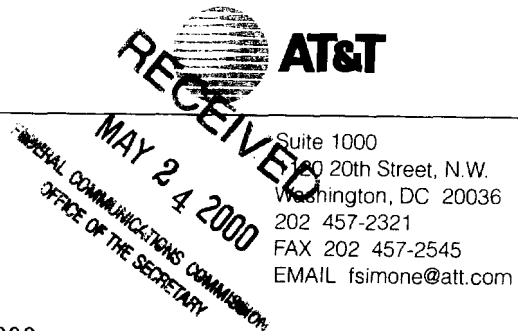 AT&T
RECEIVED
MAY 24 2000
FEDERAL COMMUNICATIONS COMMISSION
OFFICE OF THE SECRETARY
Suite 1000
20th Street, N.W.
Washington, DC 20036
202 457-2321
FAX 202 457-2545
EMAIL fsimone@att.com